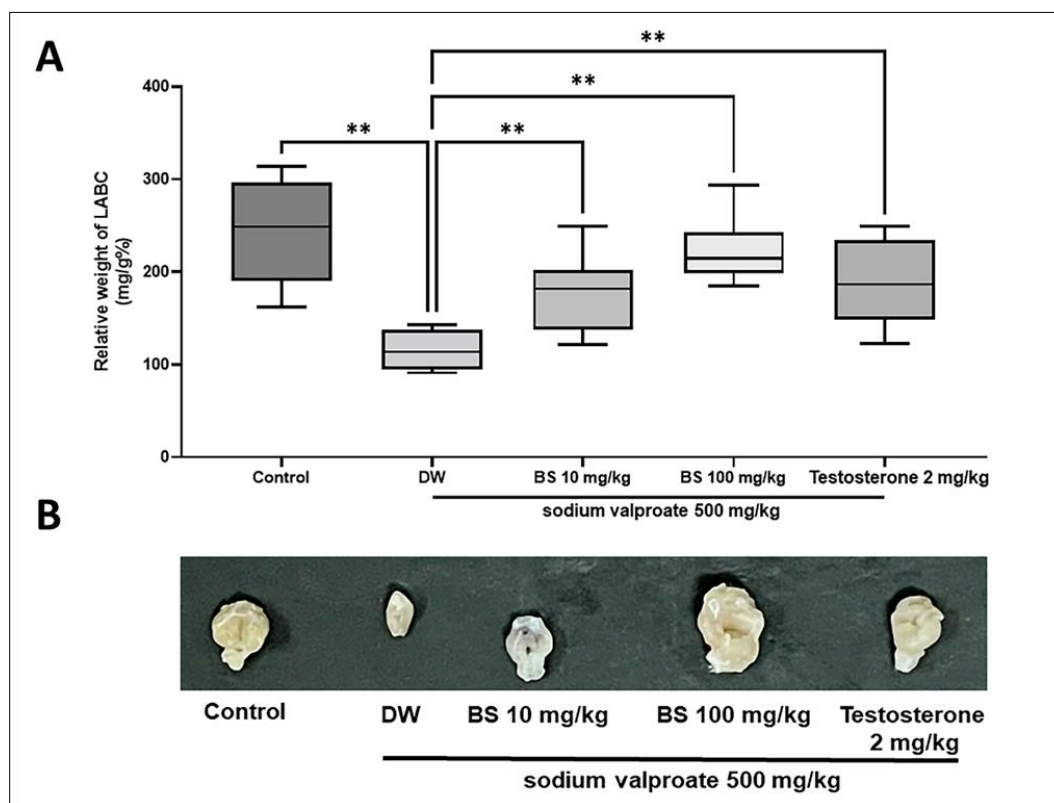 A
**
**
**
**
400
300
200
100
0
Relative weight of LABC
(mg/g%)
Control
DW
BS 10 mg/kg
BS 100 mg/kg
Testosterone 2 mg/kg
sodium valproate 500 mg/kg
B
Control
DW
BS 10 mg/kg
BS 100 mg/kg
Testosterone
2 mg/kg
sodium valproate 500 mg/kg